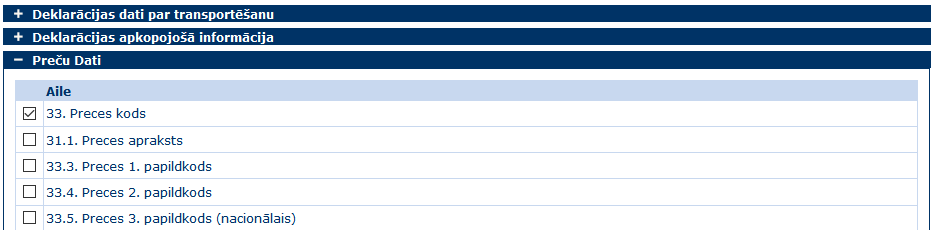 + Deklarācijas dati par transportēšanu
+ Deklarācijas apkopojošā informācija
− Preču Dati
Aile
33. Preces kods
31.1. Preces apraksts
33.3. Preces 1. papildkods
33.4. Preces 2. papildkods
33.5. Preces 3. papildkods (nacionālais)